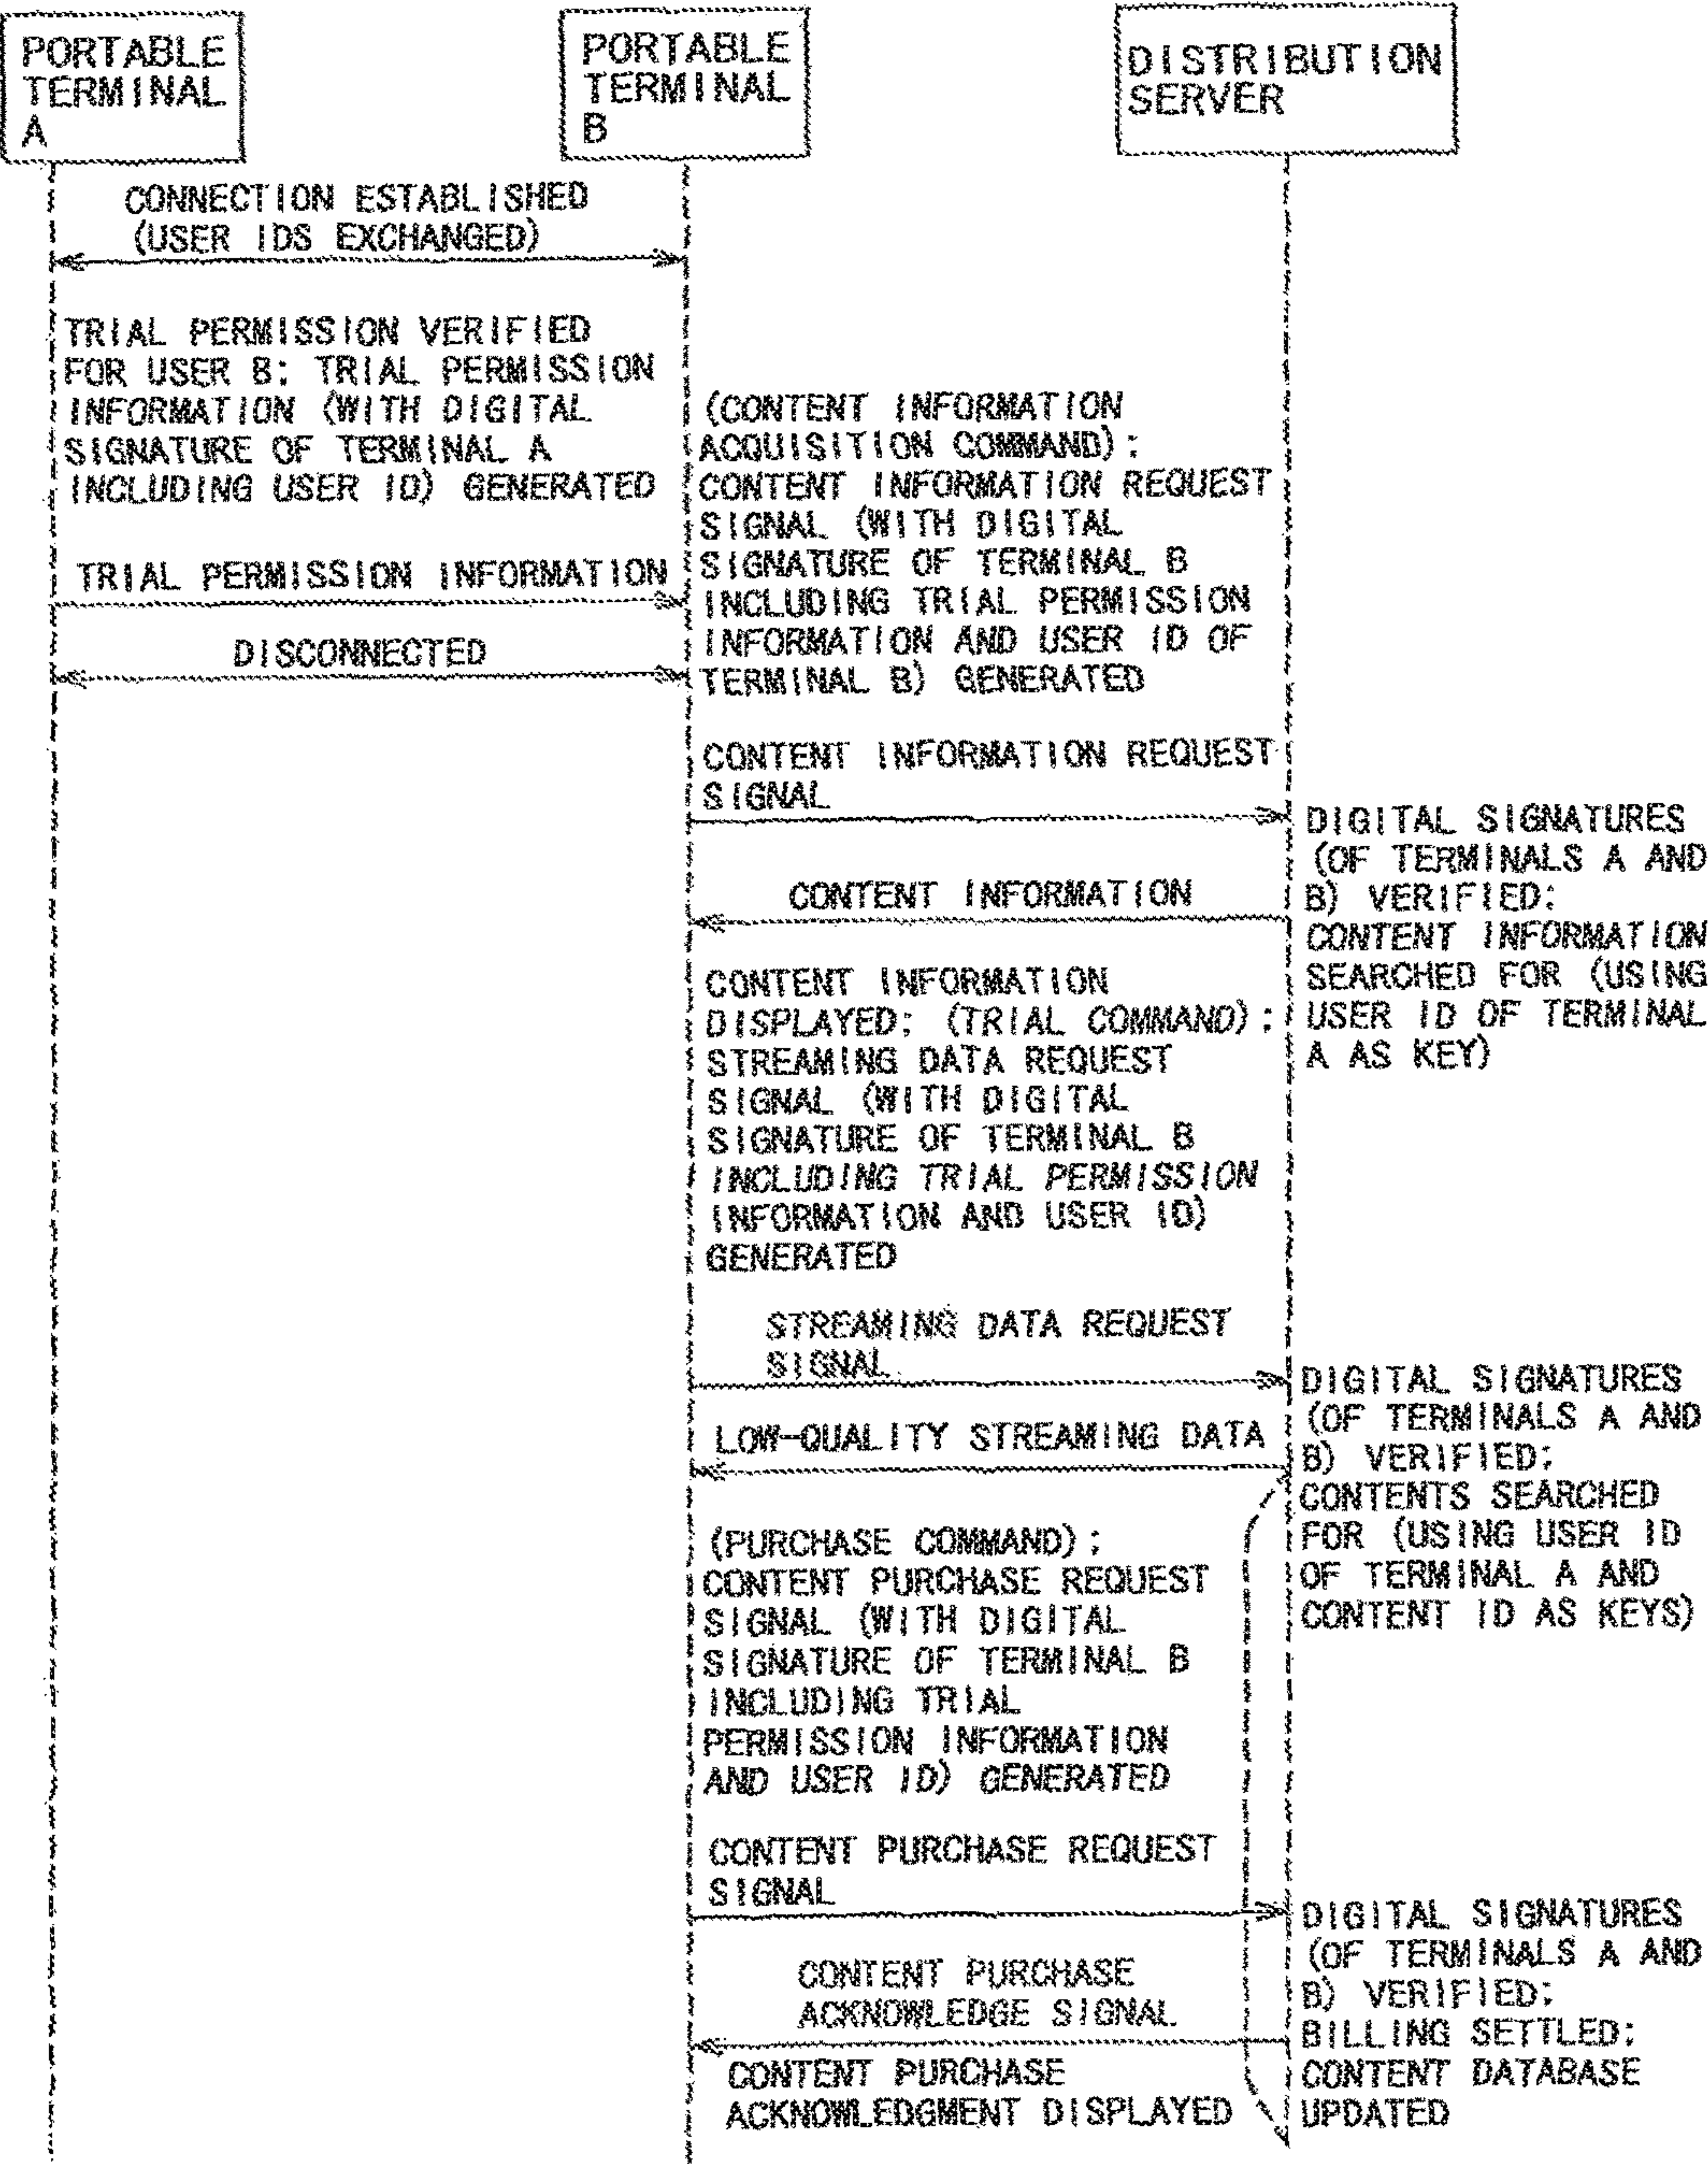 PORTABLE
TERMINAL
A
PORTABLE
TERMINAL
B
DISTRIBUTION
SERVER
CONNECTION ESTABLISHED
(USER IDS EXCHANGED)
TRIAL PERMISSION VERIFIED
FOR USER B; TRIAL PERMISSION
INFORMATION (WITH DIGITAL
SIGNATURE OF TERMINAL A
INCLUDING USER ID) GENERATED
TRIAL PERMISSION INFORMATION
DISCONNECTED
(CONTENT INFORMATION
ACQUISITION COMMAND);
CONTENT INFORMATION REQUEST
SIGNAL (WITH DIGITAL
SIGNATURE OF TERMINAL B
INCLUDING TRIAL PERMISSION
INFORMATION AND USER ID OF
TERMINAL B) GENERATED
CONTENT INFORMATION REQUEST
SIGNAL
DIGITAL SIGNATURES
(OF TERMINALS A AND
B) VERIFIED;
CONTENT INFORMATION
SEARCHED FOR (USING
USER ID OF TERMINAL
A AS KEY)
CONTENT INFORMATION
CONTENT INFORMATION
DISPLAYED; (TRIAL COMMAND);
STREAMING DATA REQUEST
SIGNAL (WITH DIGITAL
SIGNATURE OF TERMINAL B
INCLUDING TRIAL PERMISSION
INFORMATION AND USER ID)
GENERATED
STREAMING DATA REQUEST
SIGNAL
DIGITAL SIGNATURES
(OF TERMINALS A AND
B) VERIFIED;
CONTENTS SEARCHED
FOR (USING USER ID
OF TERMINAL A AND
CONTENT ID AS KEYS)
LOW-QUALITY STREAMING DATA
(PURCHASE COMMAND);
CONTENT PURCHASE REQUEST
SIGNAL (WITH DIGITAL
SIGNATURE OF TERMINAL B
INCLUDING TRIAL
PERMISSION INFORMATION
AND USER ID) GENERATED
CONTENT PURCHASE REQUEST
SIGNAL
DIGITAL SIGNATURES
(OF TERMINALS A AND
B) VERIFIED;
BILLING SETTLED;
CONTENT DATABASE
UPDATED
CONTENT PURCHASE
ACKNOWLEDGE SIGNAL
CONTENT PURCHASE
ACKNOWLEDGMENT DISPLAYED